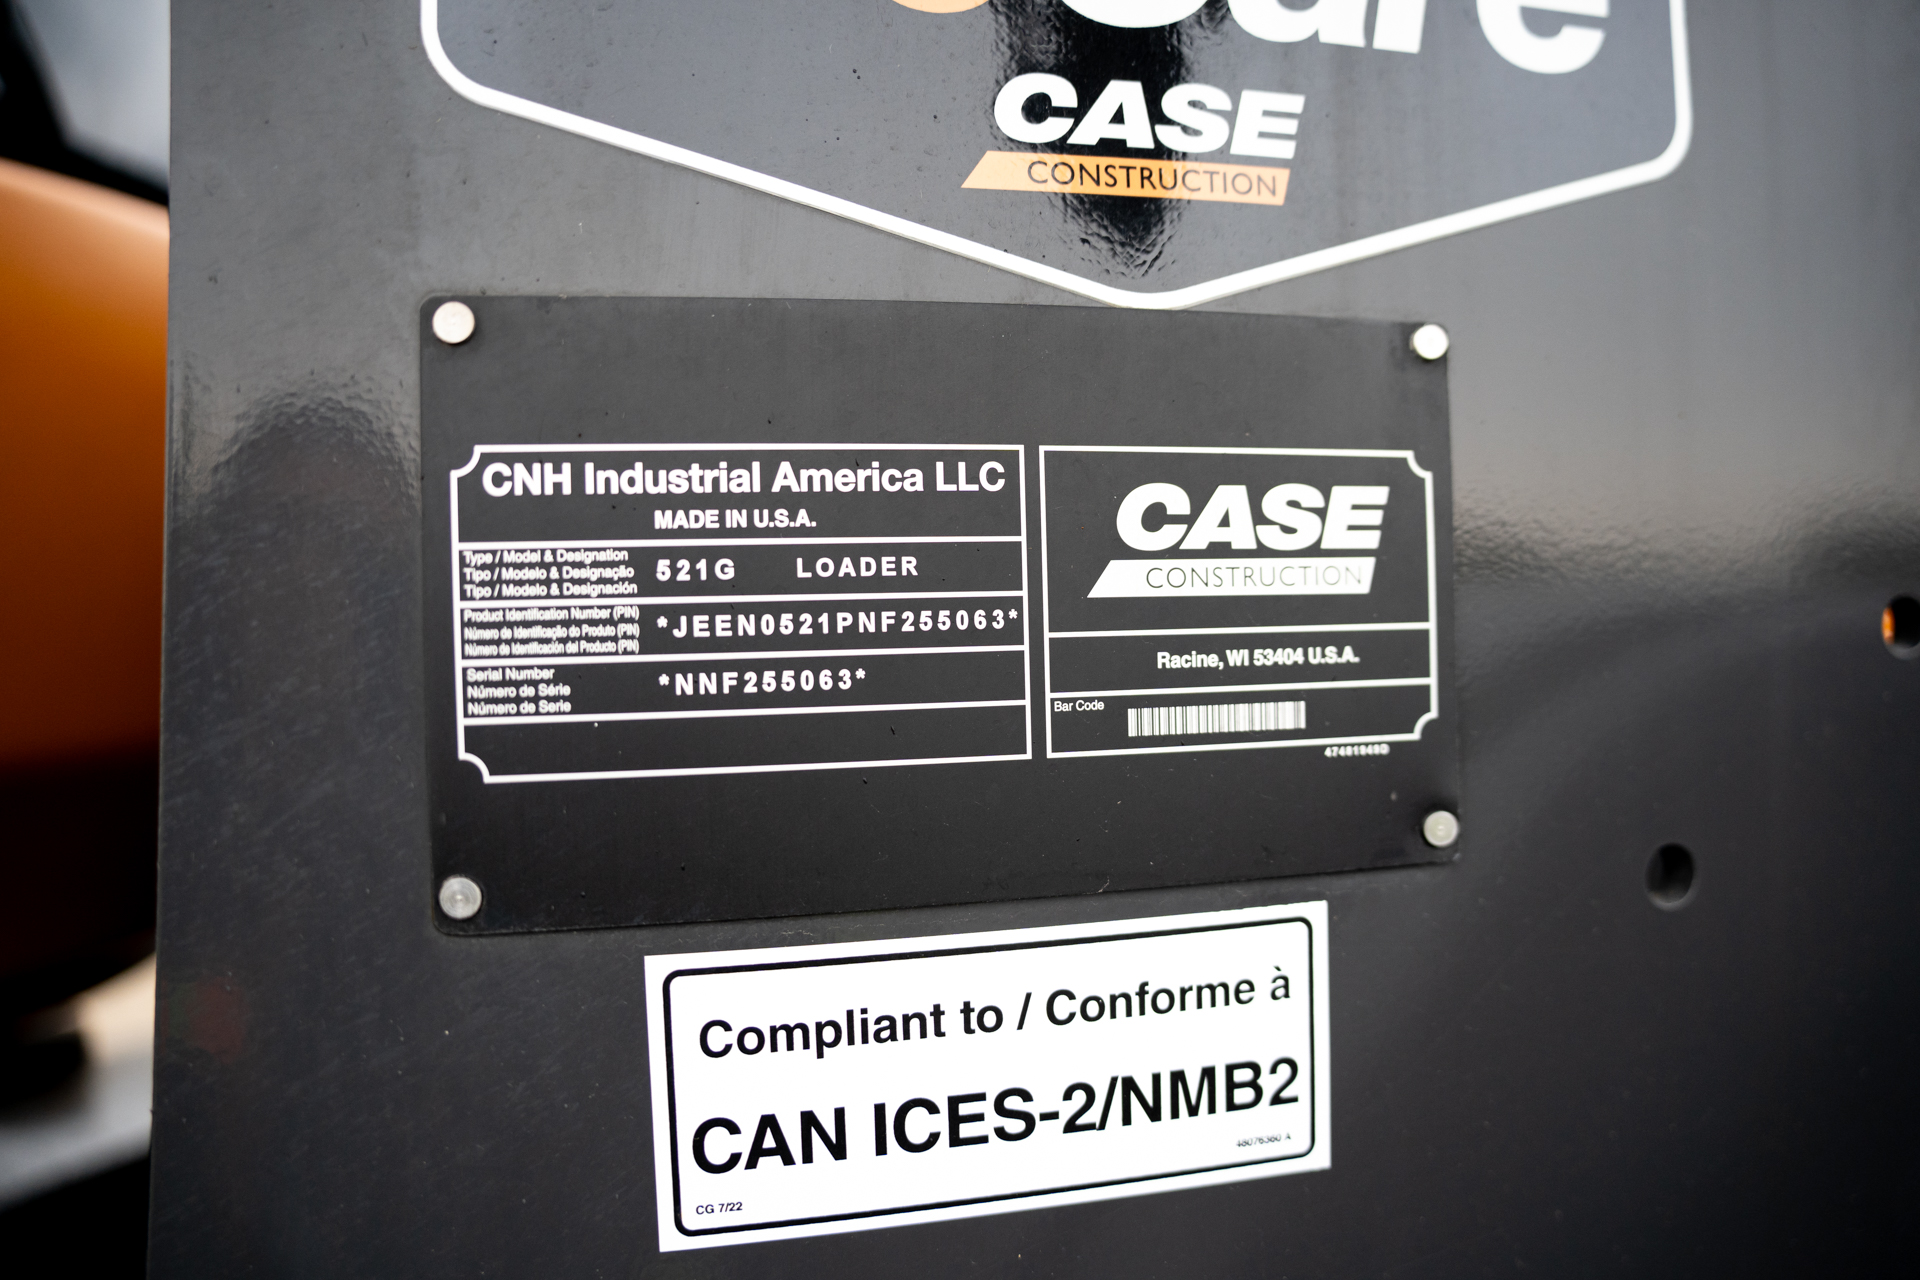 Care
CASE
CONSTRUCTION
CNH Industrial America LLC
MADE IN U.S.A.
Type / Model & Designation
Tipo / Modelo & Designação
Tipo / Modelo & Designación
521G LOADER
Product Identification Number (PIN)
Número de Identificação do Produto (PIN)
Número de Identificación del Producto (PIN)
*JEEN0521PNF255063*
Serial Number
Número de Série
Número de Serie
*NNF255063*
CASE
CONSTRUCTION
Racine, WI 53404 U.S.A.
Bar Code
47481949D
Compliant to / Conforme à
CAN ICES-2/NMB2
48076360 A
CG 7/22